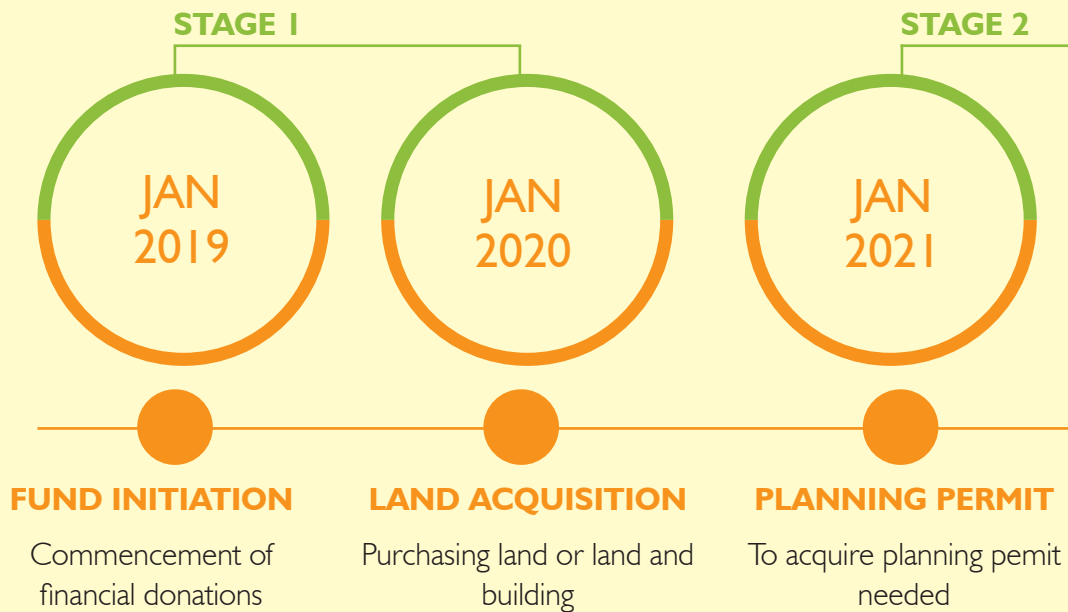 STAGE 1
STAGE 2
JAN
2019
JAN
2020
JAN
2021
FUND INITIATION
Commencement of
financial donations
LAND ACQUISITION
Purchasing land or land and
building
PLANNING PERMIT
To acquire planning pemit
needed